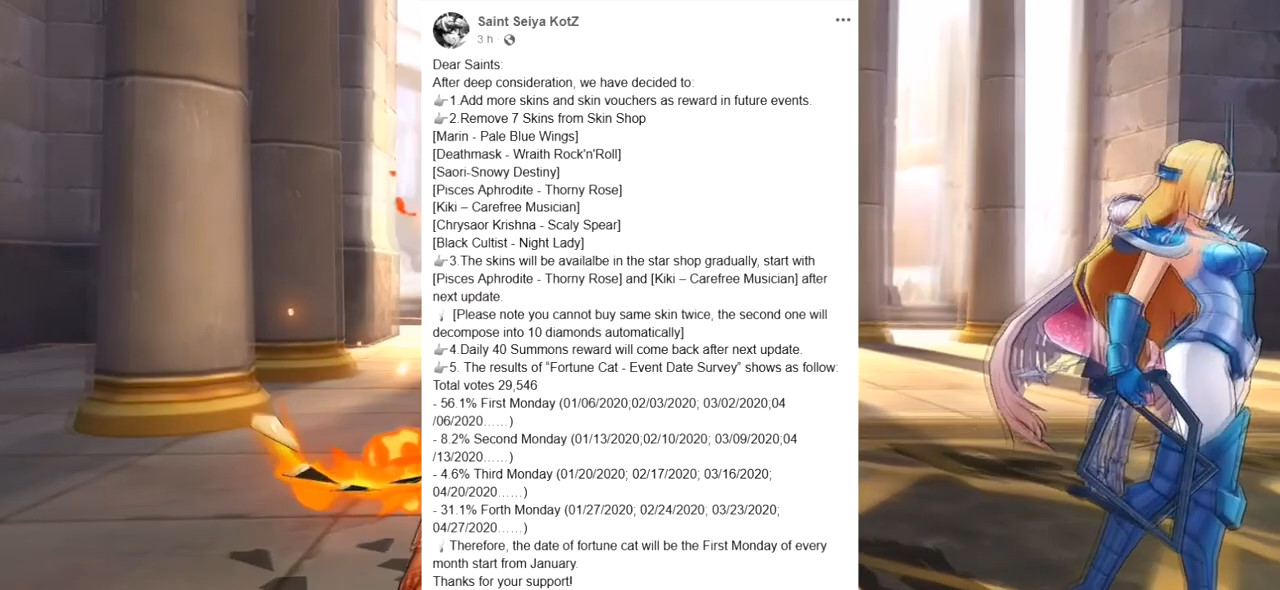 Saint Seiya KotZ
3 h ·
Dear Saints:
After deep consideration, we have decided to:
👉1.Add more skins and skin vouchers as reward in future events.
👉2.Remove 7 Skins from Skin Shop
[Marin - Pale Blue Wings]
[Deathmask - Wraith Rock'n'Roll]
[Saori-Snowy Destiny]
[Pisces Aphrodite - Thorny Rose]
[Kiki – Carefree Musician]
[Chrysaor Krishna - Scaly Spear]
[Black Cultist - Night Lady]
👉3.The skins will be availalbe in the star shop gradually, start with
[Pisces Aphrodite - Thorny Rose] and [Kiki – Carefree Musician] after
next update.
[Please note you cannot buy same skin twice, the second one will
decompose into 10 diamonds automatically]
👉4.Daily 40 Summons reward will come back after next update.
👉5. The results of “Fortune Cat - Event Date Survey” shows as follow:
Total votes 29,546
- 56.1% First Monday (01/06/2020;02/03/2020; 03/02/2020;04
/06/2020……)
- 8.2% Second Monday (01/13/2020;02/10/2020; 03/09/2020;04
/13/2020……)
- 4.6% Third Monday (01/20/2020; 02/17/2020; 03/16/2020;
04/20/2020……)
- 31.1% Forth Monday (01/27/2020; 02/24/2020; 03/23/2020;
04/27/2020……)
Therefore, the date of fortune cat will be the First Monday of every
month start from January.
Thanks for your support!